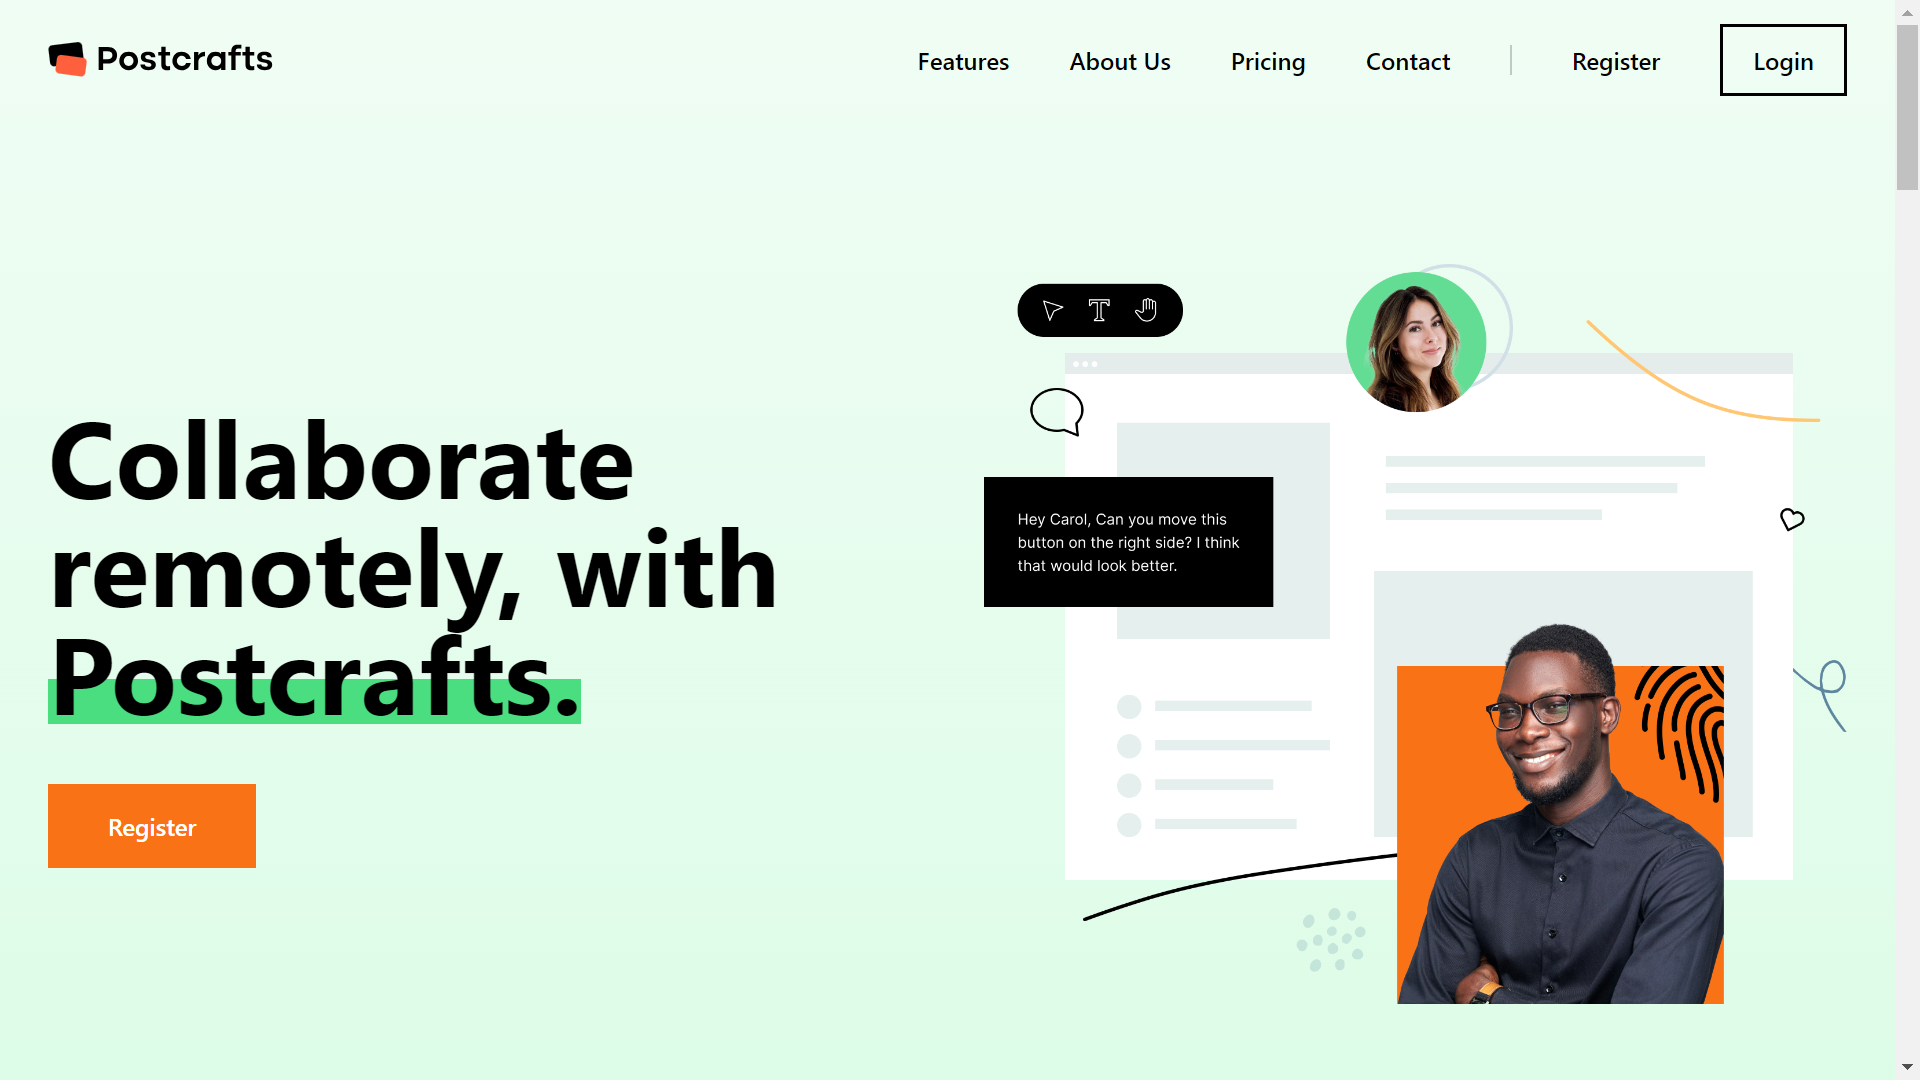 Postcrafts
Features
About Us
Pricing
Contact
Register
Login
Collaborate
remotely, with
Postcrafts.
Register
T
Hey Carol, Can you move this
button on the right side? I think
that would look better.